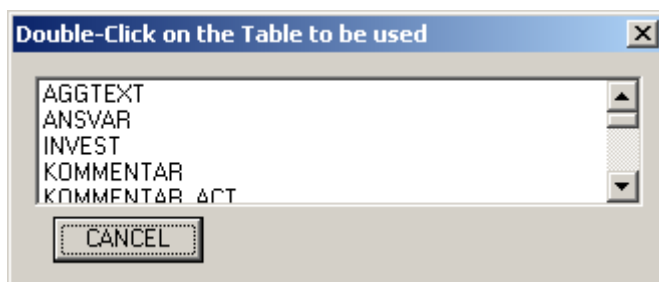 Double-Click on the Table to be used
AGGTEXT
ANSVAR
INVEST
KOMMENTAR
KOMMENTAR_ACT
CANCEL